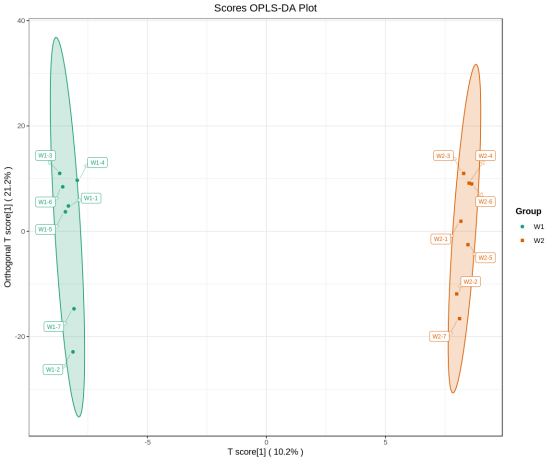 Scores OPLS-DA Plot
40
20
0
-20
Orthogonal T score[1] ( 21.2% )
W1-3
W1-4
W1-6
W1-1
W1-5
W1-7
W1-2
W2-3
W2-4
W2-6
W2-1
W2-5
W2-2
W2-7
-5
0
5
T score[1] ( 10.2% )
Group
W1
W2